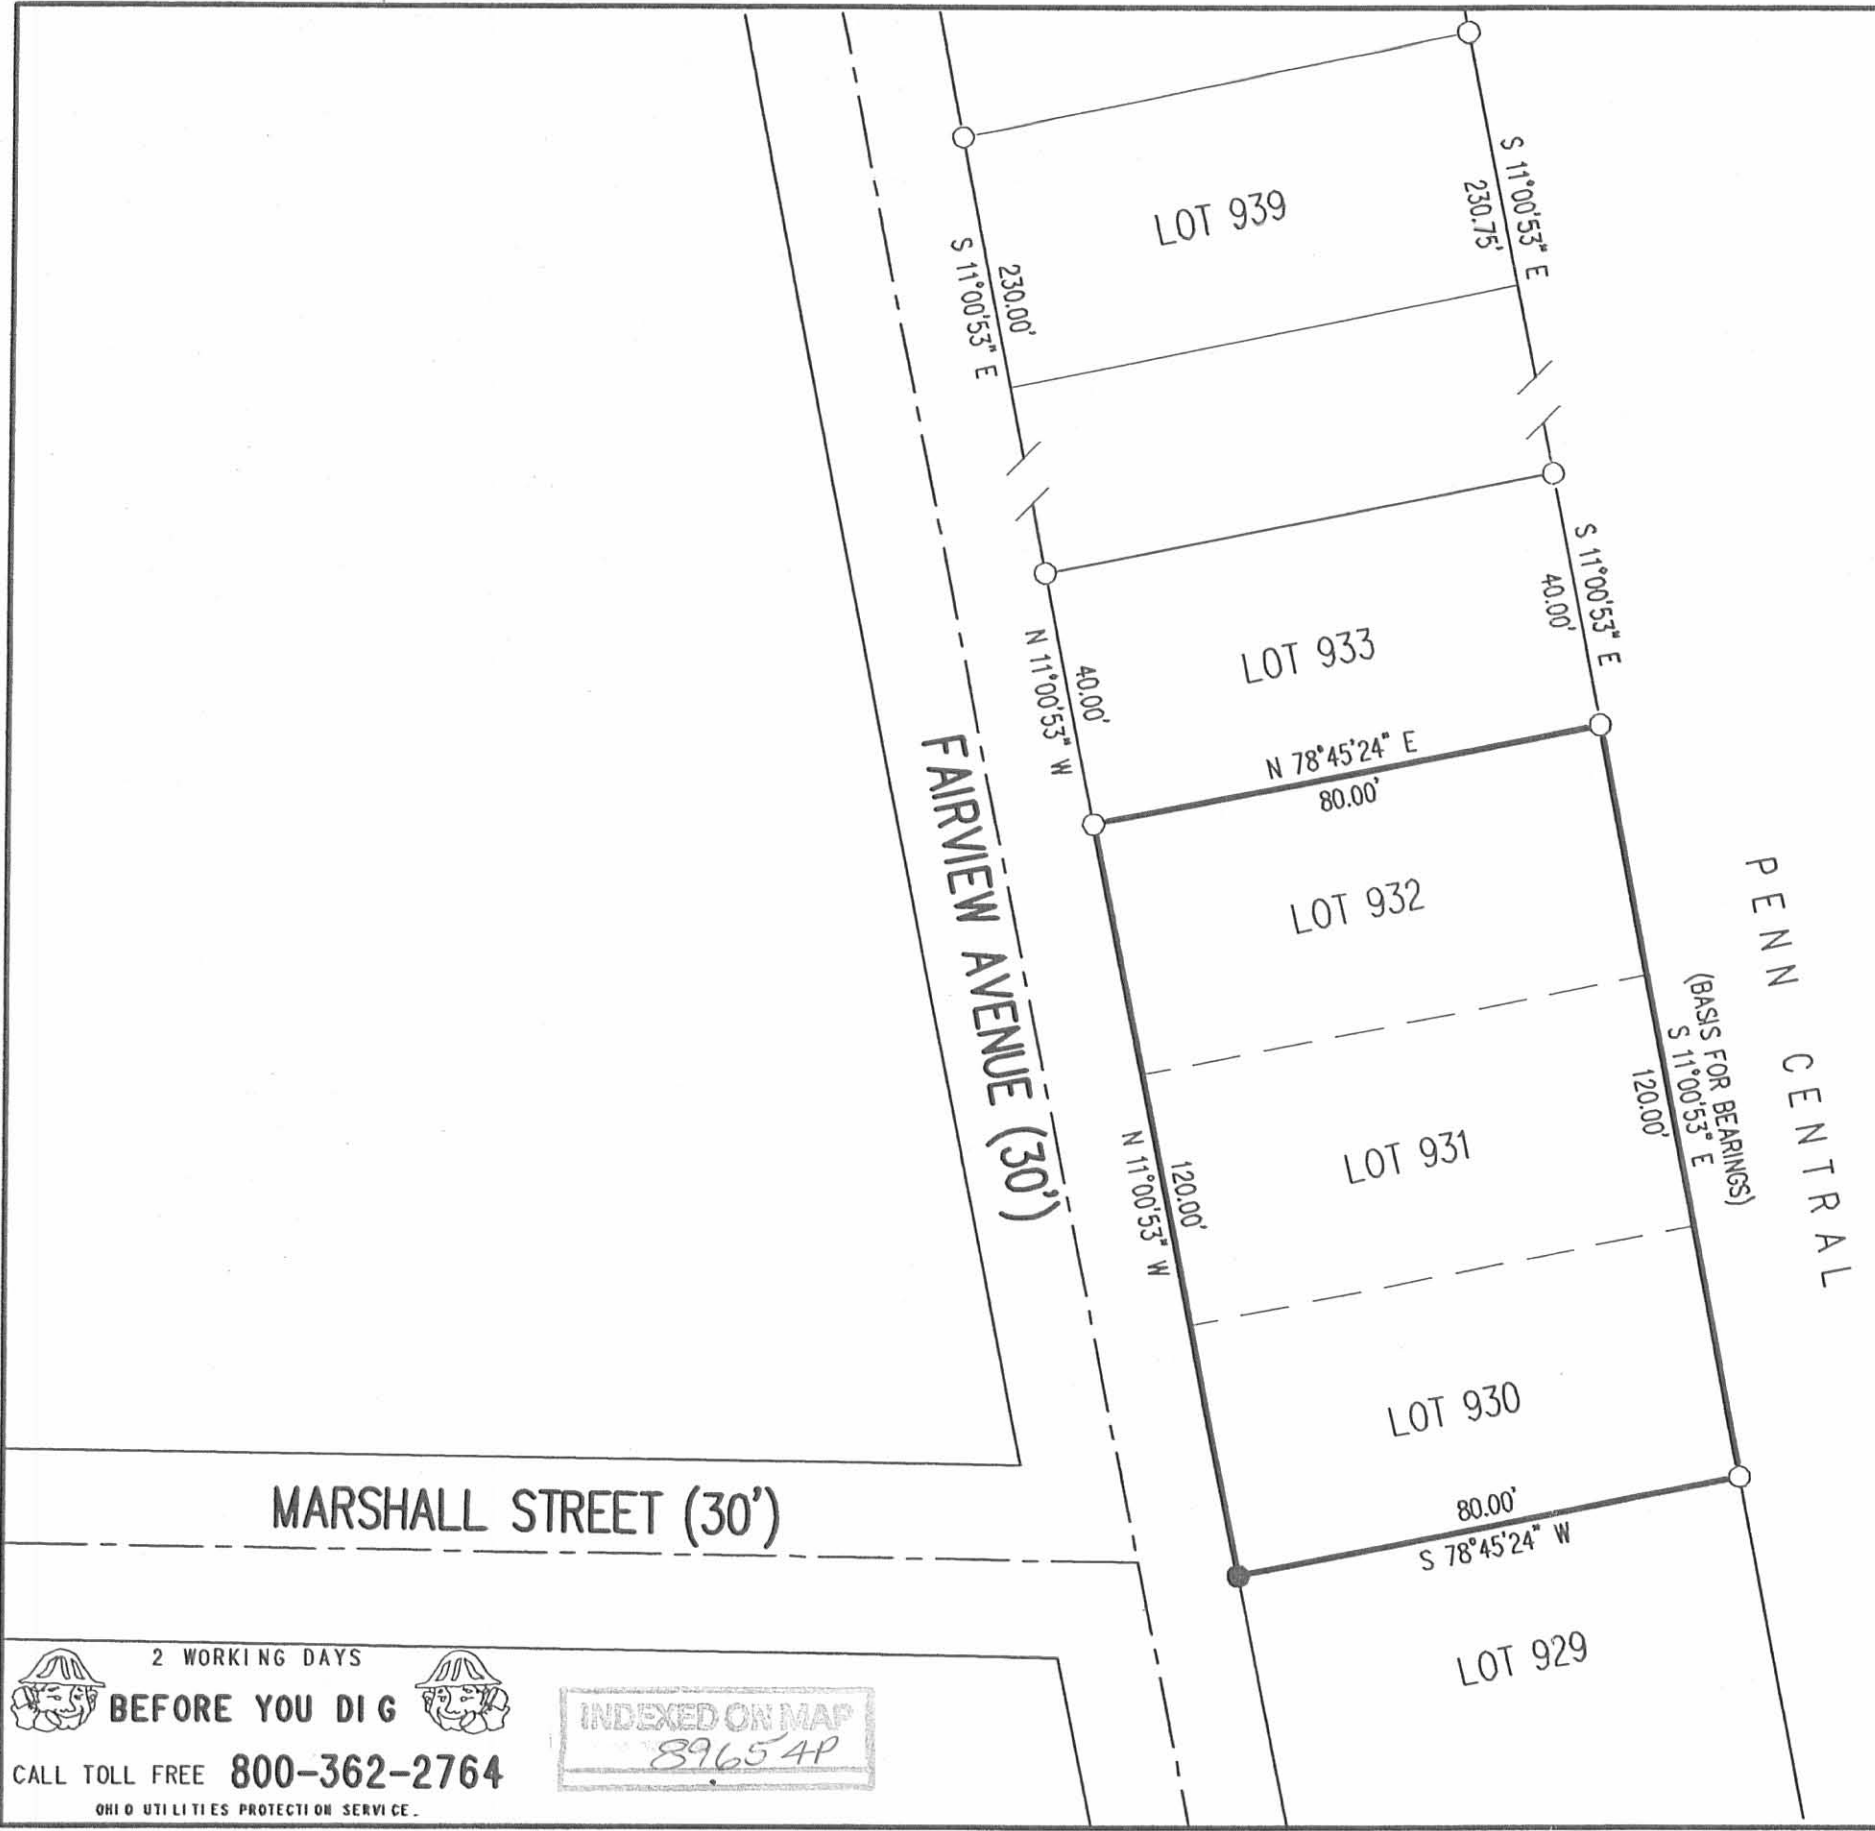 LOT 939
S 11°00'53" E
230.75'
230.00'
S 11°00'53" E
S 11°00'53" E
40.00'
LOT 933
40.00'
N 11°00'53" W
N 78°45'24" E
80.00'
FAIRVIEW AVENUE (30')
LOT 932
PENN CENTRAL
(BASIS FOR BEARINGS)
S 11°00'53" E
120.00'
LOT 931
120.00'
N 11°00'53" W
LOT 930
80.00'
S 78°45'24" W
MARSHALL STREET (30')
LOT 929
2 WORKING DAYS
BEFORE YOU DIG
CALL TOLL FREE 800-362-2764
OHIO UTILITIES PROTECTION SERVICE.
INDEXED ON MAP
89654P